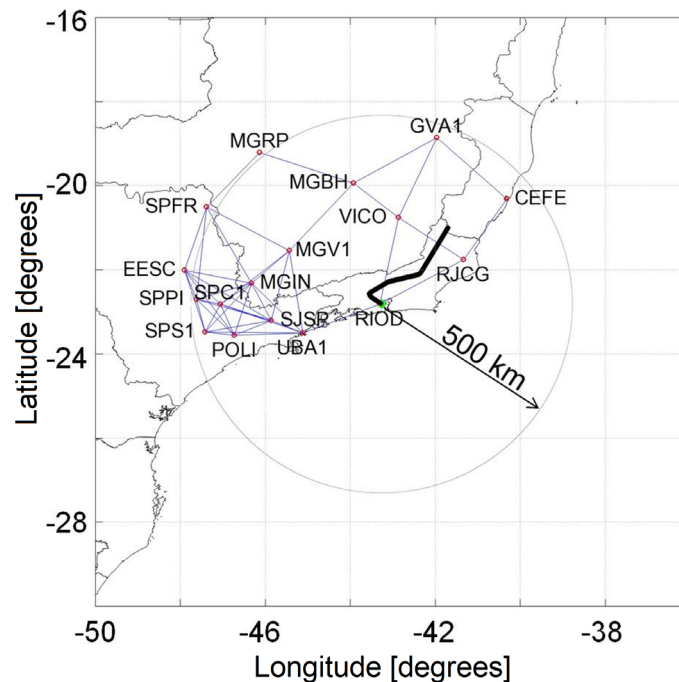 -16
GVA1
MGRP
MGBH
-20
CEFE
SPFR
VICO
MGV1
EESC
RJCG
MGIN
SPPI
SPC1
SJSP
RIOD
SPS1
POLI
UBA1
500 km
-24
-28
-50
-46
-42
-38
Latitude [degrees]
Longitude [degrees]